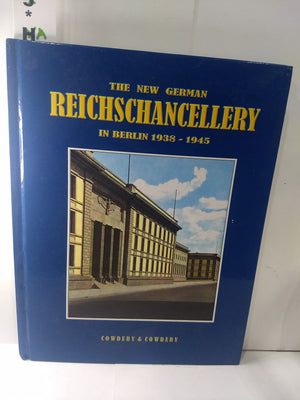 THE NEW GERMAN
REICHSCHANCELLERY
IN BERLIN 1938 - 1945
COWDERY & COWDERY